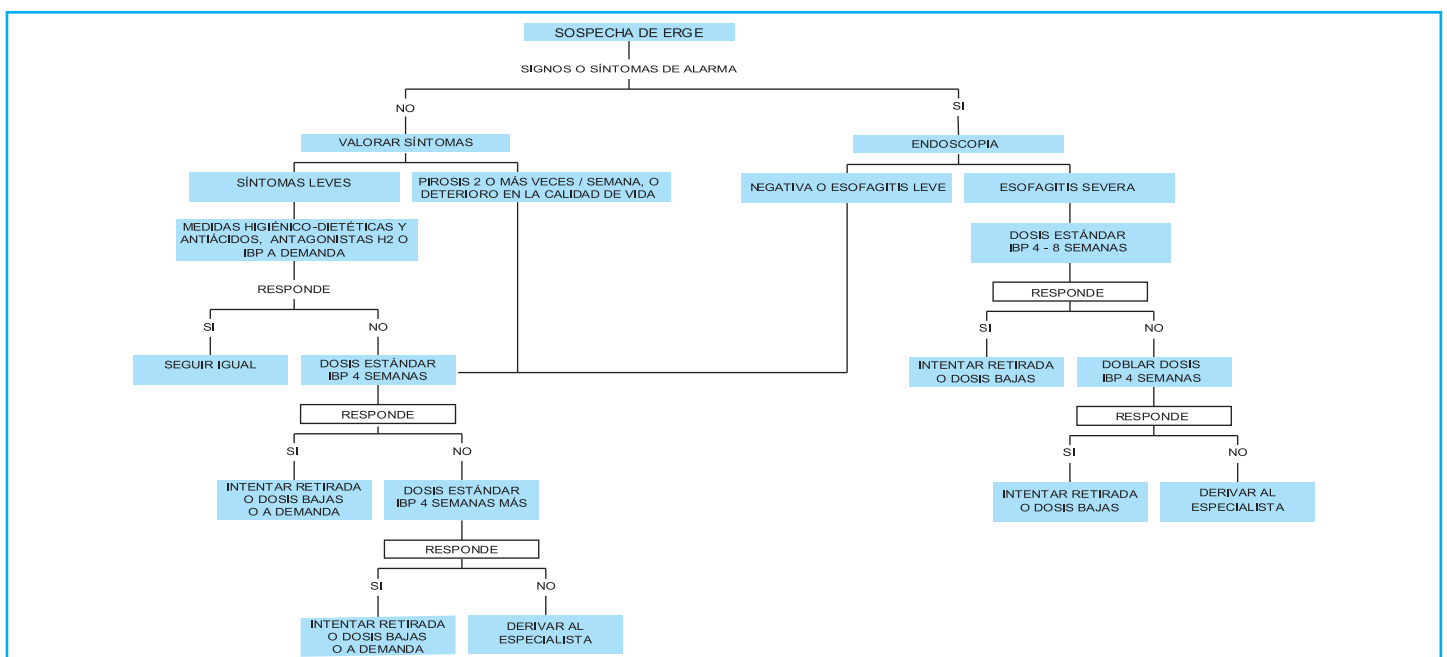 SOSPECHA DE ERGE
SIGNOS O SÍNTOMAS DE ALARMA
NO
SI
VALORAR SÍNTOMAS
ENDOSCOPIA
SÍNTOMAS LEVES
PIROSIS 2 O MÁS VECES / SEMANA, O
DETERIORO EN LA CALIDAD DE VIDA
NEGATIVA O ESOFAGITIS LEVE
ESOFAGITIS SEVERA
MEDIDAS HIGIÉNICO-DIETÉTICAS Y
ANTIÁCIDOS, ANTAGONISTAS H2 O
IBP A DEMANDA
DOSIS ESTÁNDAR
IBP 4 - 8 SEMANAS
RESPONDE
RESPONDE
SI
NO
SI
NO
SEGUIR IGUAL
DOSIS ESTÁNDAR
IBP 4 SEMANAS
INTENTAR RETIRADA
O DOSIS BAJAS
DOBLAR DOSÍS
IBP 4 SEMANAS
RESPONDE
RESPONDE
SI
NO
SI
NO
INTENTAR RETIRADA
O DOSIS BAJAS
O A DEMANDA
DOSIS ESTÁNDAR
IBP 4 SEMANAS MÁS
INTENTAR RETIRADA
O DOSIS BAJAS
DERIVAR AL
ESPECIALISTA
RESPONDE
SI
NO
INTENTAR RETIRADA
O DOSIS BAJAS
O A DEMANDA
DERIVAR AL
ESPECIALISTA